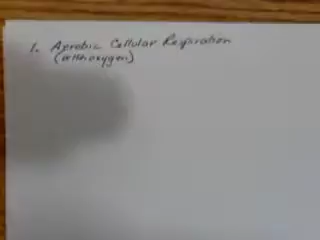 1. Aerobic Cellular Respiration
(with oxygen)